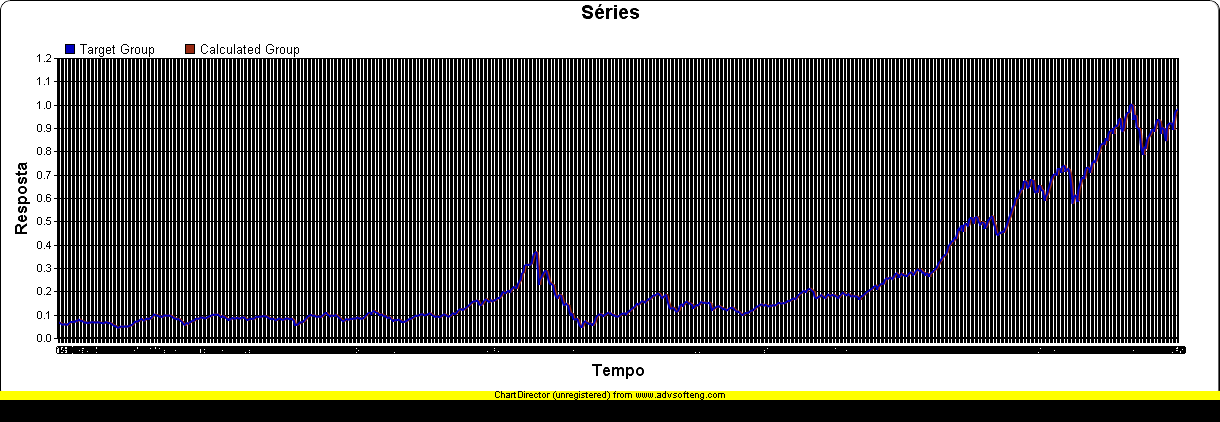 Séries
Target Group Calculated Group
1.2
1.1
1.0
0.9
0.8
0.7
0.6
0.5
0.4
0.3
0.2
0.1
0.0
Resposta
Tempo
ChartDirector (unregistered) from www.advsofteng.com